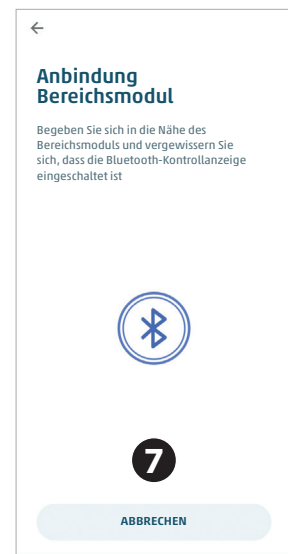 Anbindung
Bereichsmodul
Begeben Sie sich in die Nähe des
Bereichsmoduls und vergewissern Sie
sich, dass die Bluetooth-Kontrollanzeige
eingeschaltet ist
7
ABBRECHEN